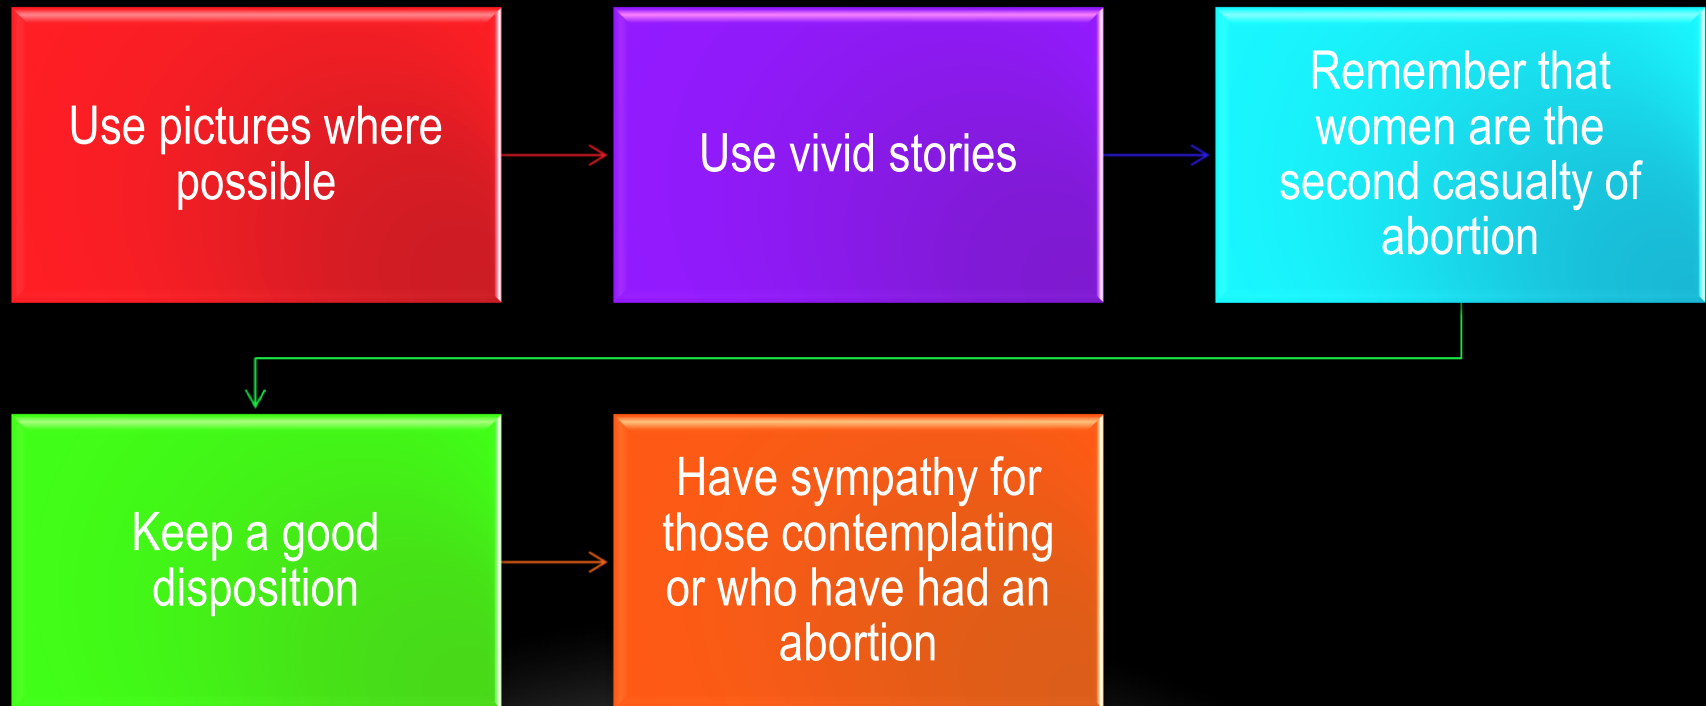 Use pictures where
possible
Use vivid stories
Remember that
women are the
second casualty of
abortion
Keep a good
disposition
Have sympathy for
those contemplating
or who have had an
abortion